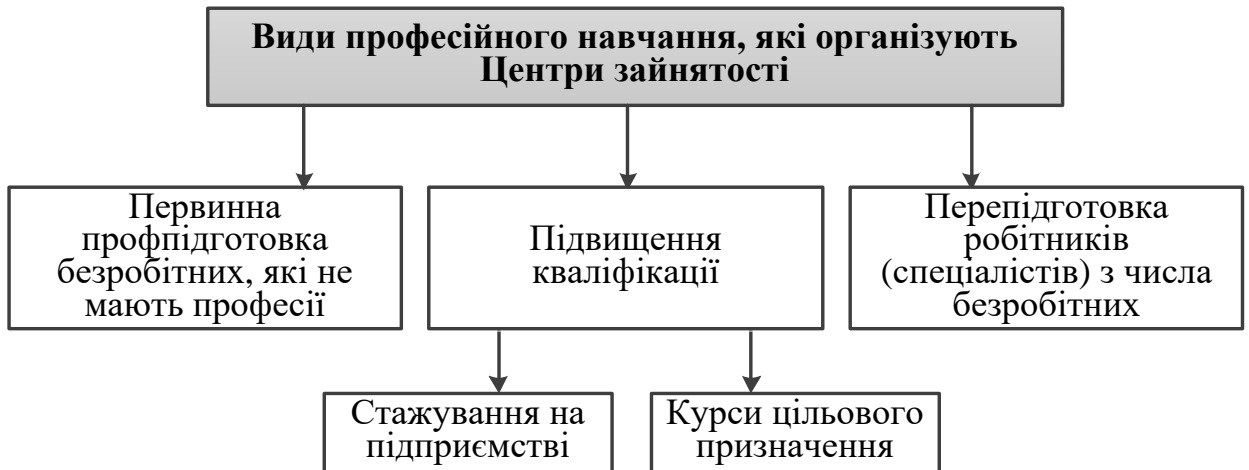 Види професійного навчання, які організують
Центри зайнятості
Первинна
профпідготовка
безробітних, які не
мають професії
Підвищення
кваліфікації
Перепідготовка
робітників
(спеціалістів) з числа
безробітних
Стажування на
підприємстві
Курси цільового
призначення